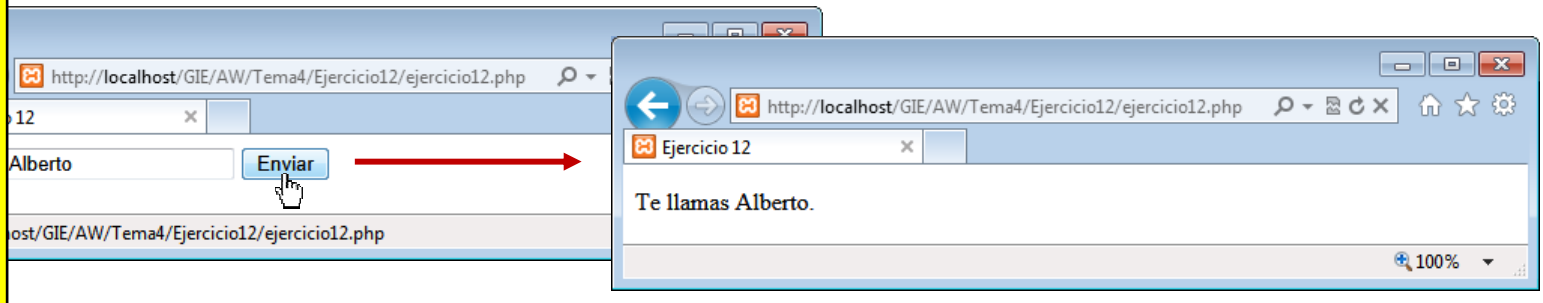 http://localhost/GIE/AW/Tema4/Ejercicio12/ejercicio12.php
12
Alberto
Enviar
ost/GIE/AW/Tema4/Ejercicio12/ejercicio12.php
http://localhost/GIE/AW/Tema4/Ejercicio12/ejercicio12.php
Ejercicio 12
Te llamas Alberto.
100%